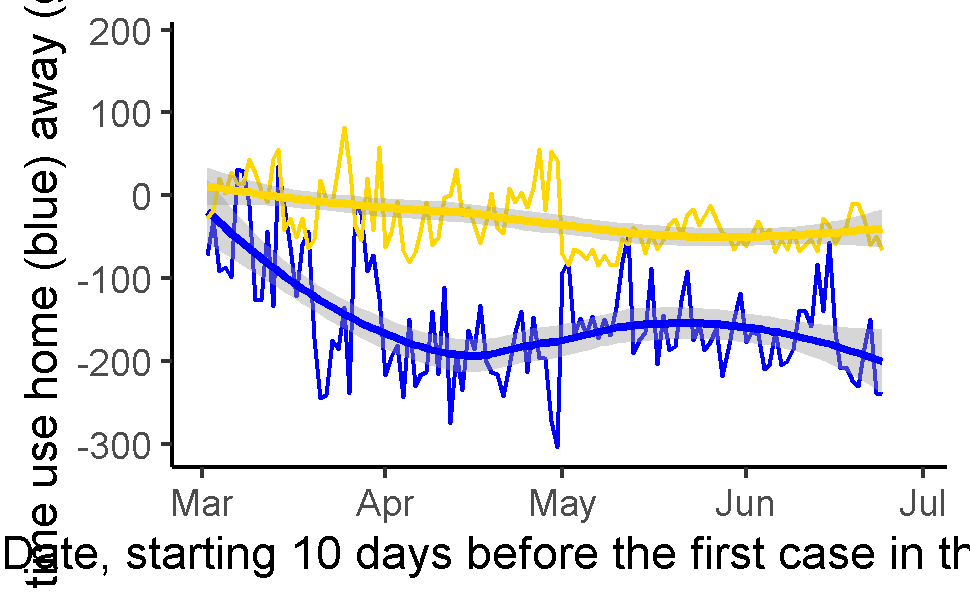 time use home (blue) away (
200
100
0
-100
-200
-300
Mar Apr May Jun Jul
Date, starting 10 days before the first case in th